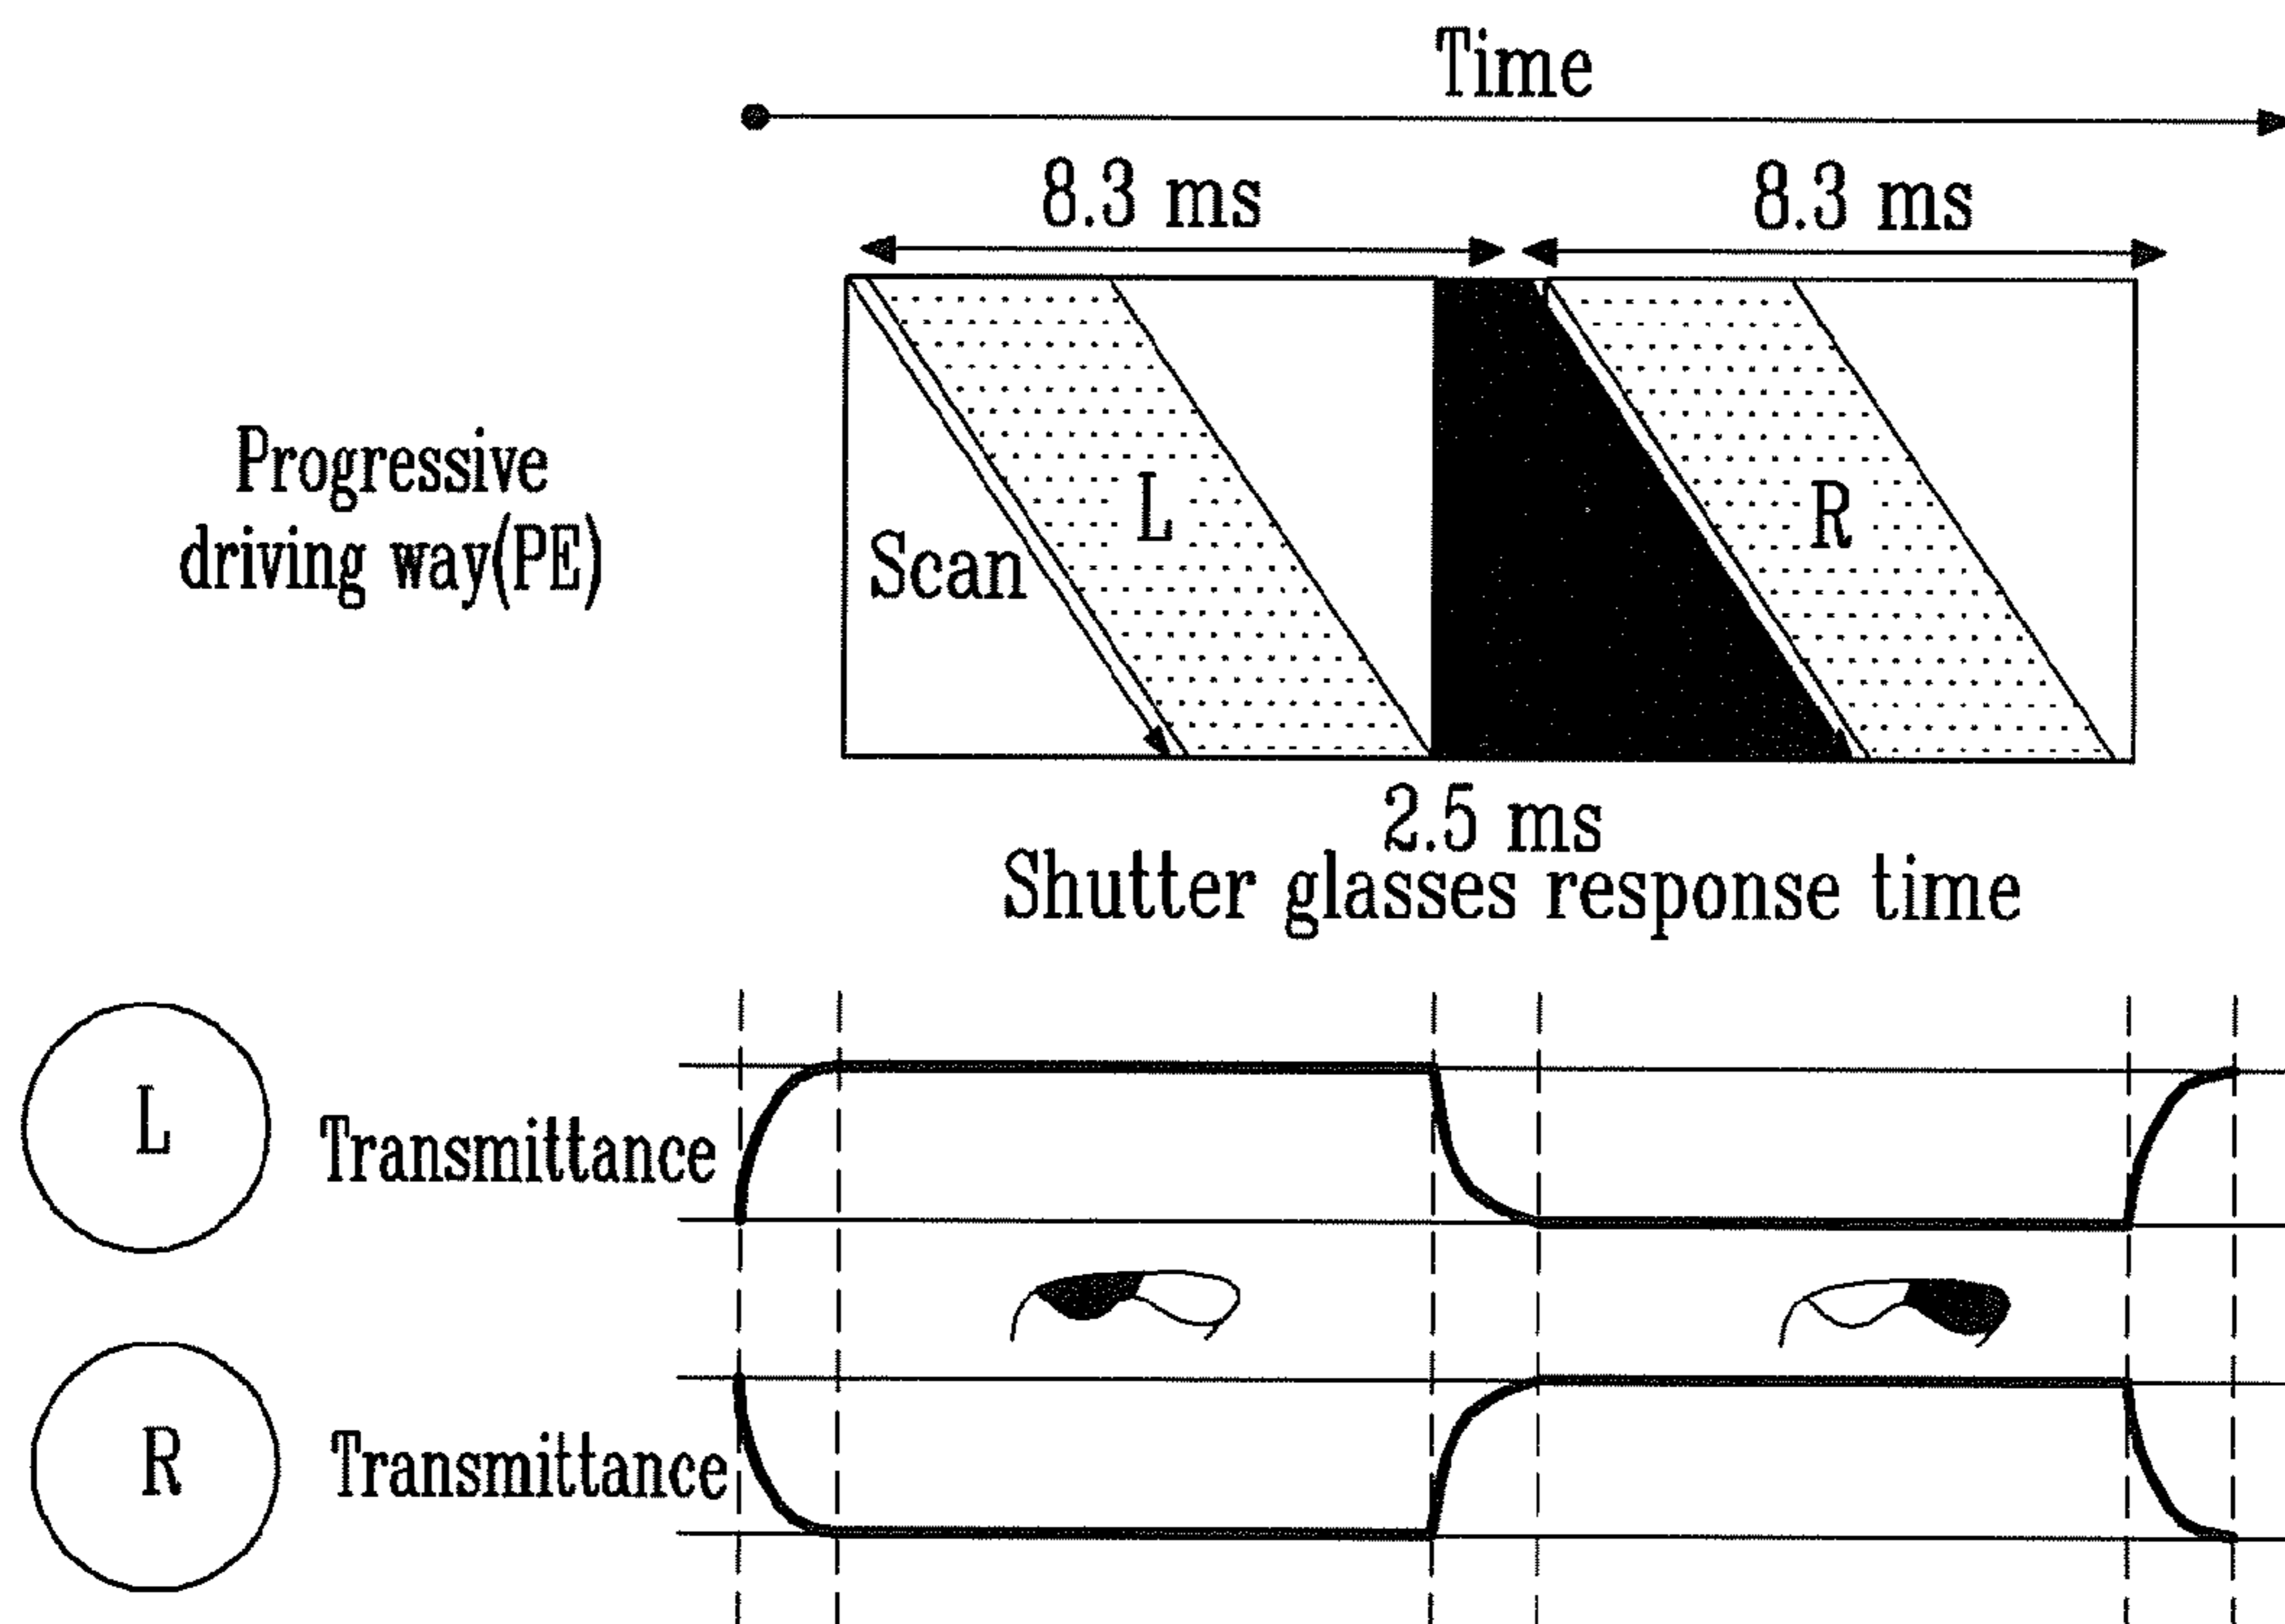 Time
8.3 ms
8.3 ms
Progressive
driving way(PE)
Scan
L
R
2.5 ms
Shutter glasses response time
L
Transmittance
R
Transmittance